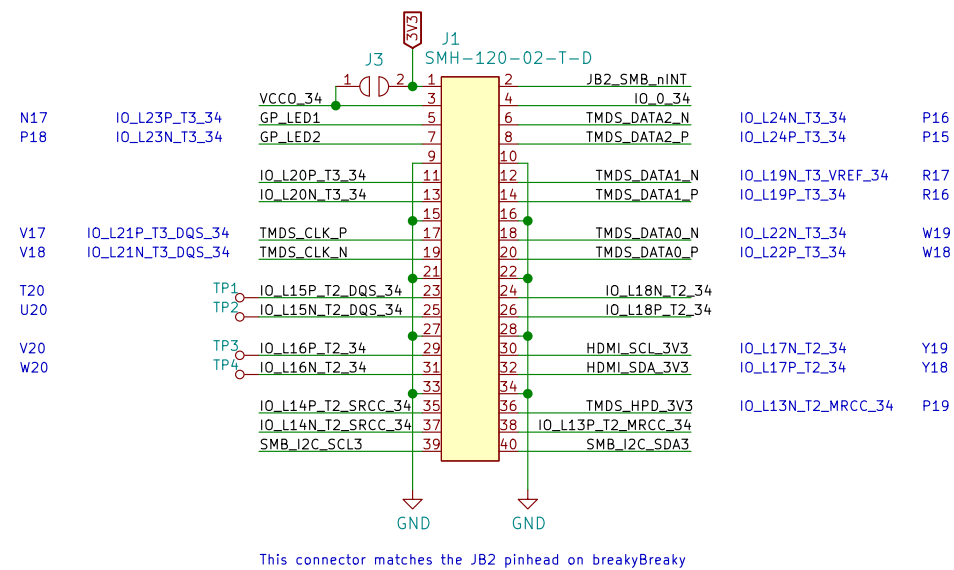 3V3
J1
SMH-120-02-T-D
J3
1 2 1 2 JB2_SMB_nINT
VCCO_34 3 4 IO_0_34
N17 IO_L23P_T3_34 GP_LED1 5 6 TMDS_DATA2_N IO_L24N_T3_34 P16
P18 IO_L23N_T3_34 GP_LED2 7 8 TMDS_DATA2_P IO_L24P_T3_34 P15
9 10
IO_L20P_T3_34 11 12 TMDS_DATA1_N IO_L19N_T3_VREF_34 R17
IO_L20N_T3_34 13 14 TMDS_DATA1_P IO_L19P_T3_34 R16
15 16
V17 IO_L21P_T3_DQS_34 TMDS_CLK_P 17 18 TMDS_DATA0_N IO_L22N_T3_34 W19
V18 IO_L21N_T3_DQS_34 TMDS_CLK_N 19 20 TMDS_DATA0_P IO_L22P_T3_34 W18
21 22
T20 TP1 IO_L15P_T2_DQS_34 23 24 IO_L18N_T2_34
U20 TP2 IO_L15N_T2_DQS_34 25 26 IO_L18P_T2_34
27 28
V20 TP3 IO_L16P_T2_34 29 30 HDMI_SCL_3V3 IO_L17N_T2_34 Y19
W20 TP4 IO_L16N_T2_34 31 32 HDMI_SDA_3V3 IO_L17P_T2_34 Y18
33 34
IO_L14P_T2_SRCC_34 35 36 TMDS_HPD_3V3 IO_L13N_T2_MRCC_34 P19
IO_L14N_T2_SRCC_34 37 38 IO_L13P_T2_MRCC_34
SMB_I2C_SCL3 39 40 SMB_I2C_SDA3
GND GND
This connector matches the JB2 pinhead on breakyBreaky